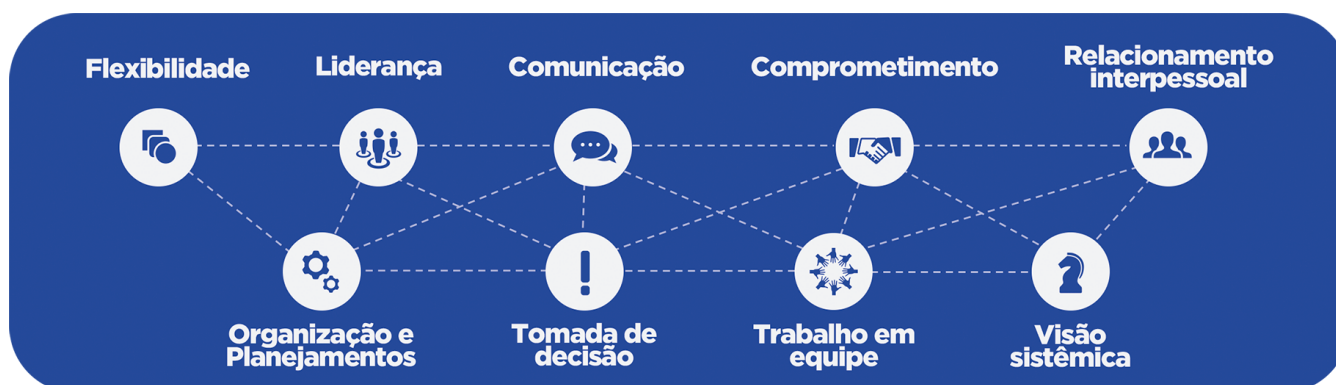 Flexibilidade
Liderança
Comunicação
Comprometimento
Relacionamento
interpessoal
Organização e
Planejamentos
Tomada de
decisão
Trabalho em
equipe
Visão
sistêmica